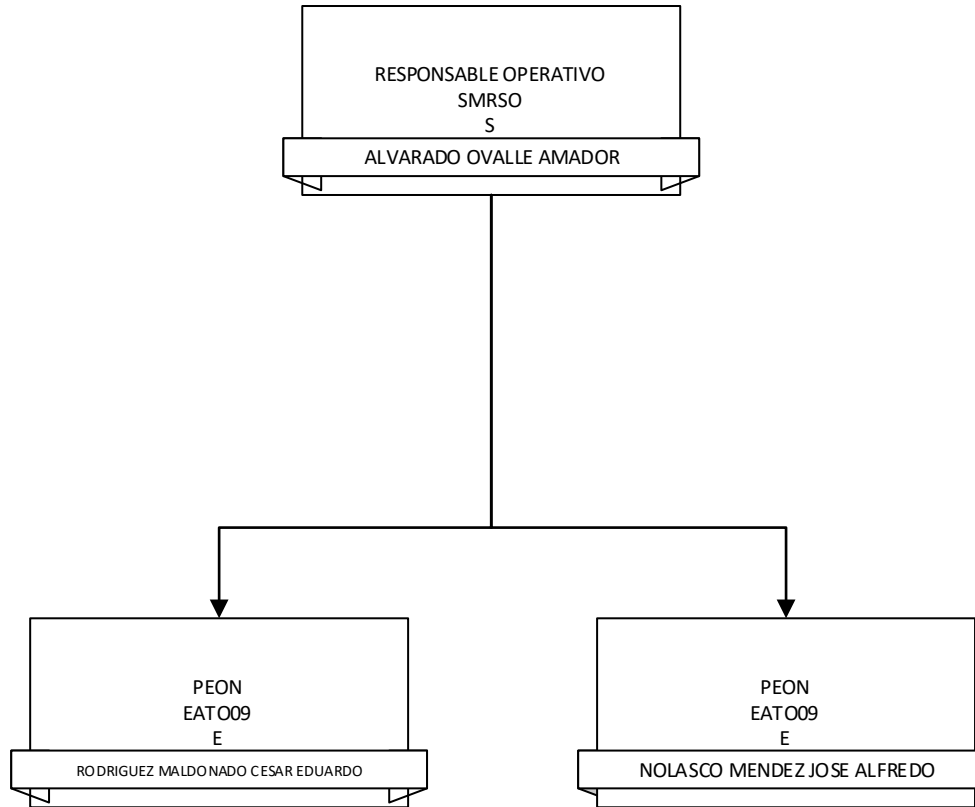 RESPONSABLE OPERATIVO
SMRSO
S
ALVARADO OVALLE AMADOR
PEON
EATO09
E
RODRIGUEZ MALDONADO CESAR EDUARDO
PEON
EATO09
E
NOLASCO MENDEZ JOSE ALFREDO